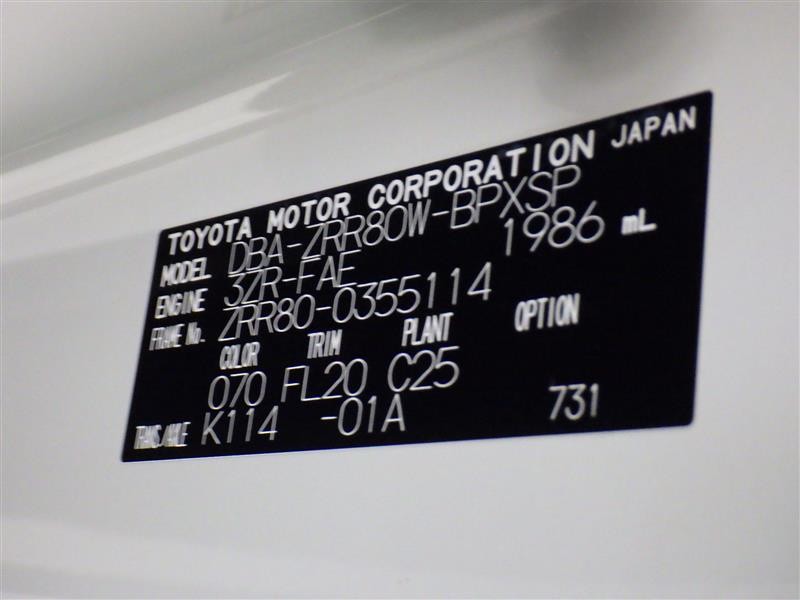 TOYOTA MOTOR CORPORATION JAPAN
MODEL DBA-ZRR80W-BPXSP
ENGINE 3ZR-FAE 1986 mL
FRAME No. ZRR80-0355114
COLOR TRIM PLANT OPTION
070 FL20 C25
TRANS/AXLE K114 -01A 731